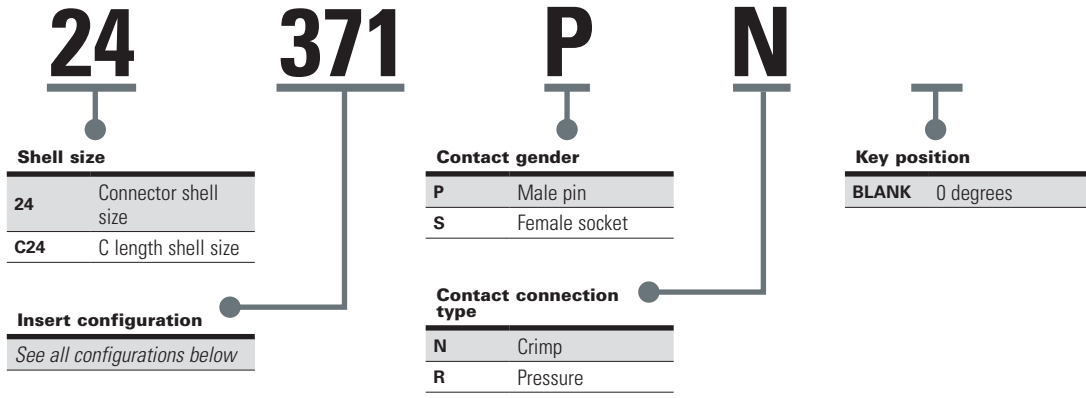 24 371 P N
Shell size
24 Connector shell
size
C24 C length shell size
Insert configuration
See all configurations below
Contact gender
P Male pin
S Female socket
Contact connection
type
N Crimp
R Pressure
Key position
BLANK 0 degrees